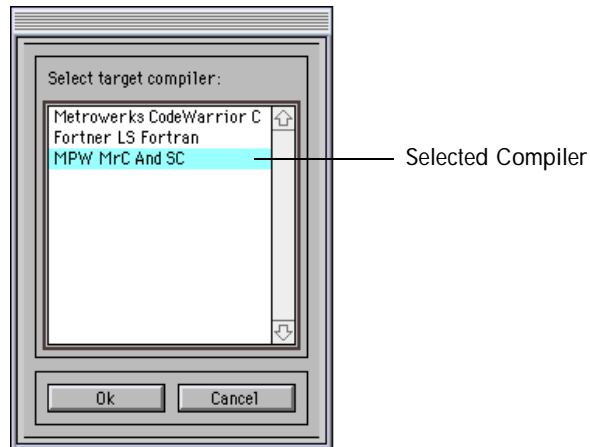 Select target compiler:
Metrowerks CodeWarrior C
Fortner LS Fortran
MPW MrC And SC
Selected Compiler
Ok
Cancel